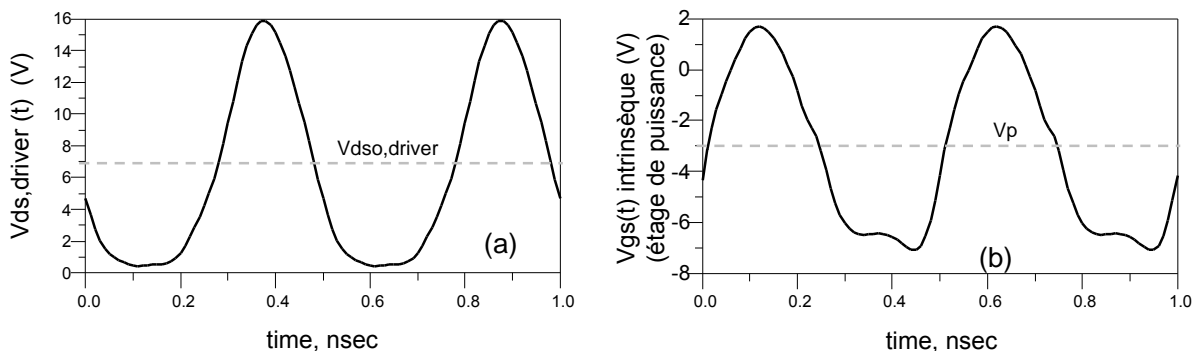 Vds,driver (t) (V)
16
14
12
10
8
6
4
2
0
Vdso,driver
(a)
0.0 0.2 0.4 0.6 0.8 1.0
time, nsec
Vgs(t) intrinsèque (V)
(étage de puissance)
2
0
-2
-4
-6
-8
Vp
(b)
0.0 0.2 0.4 0.6 0.8 1.0
time, nsec